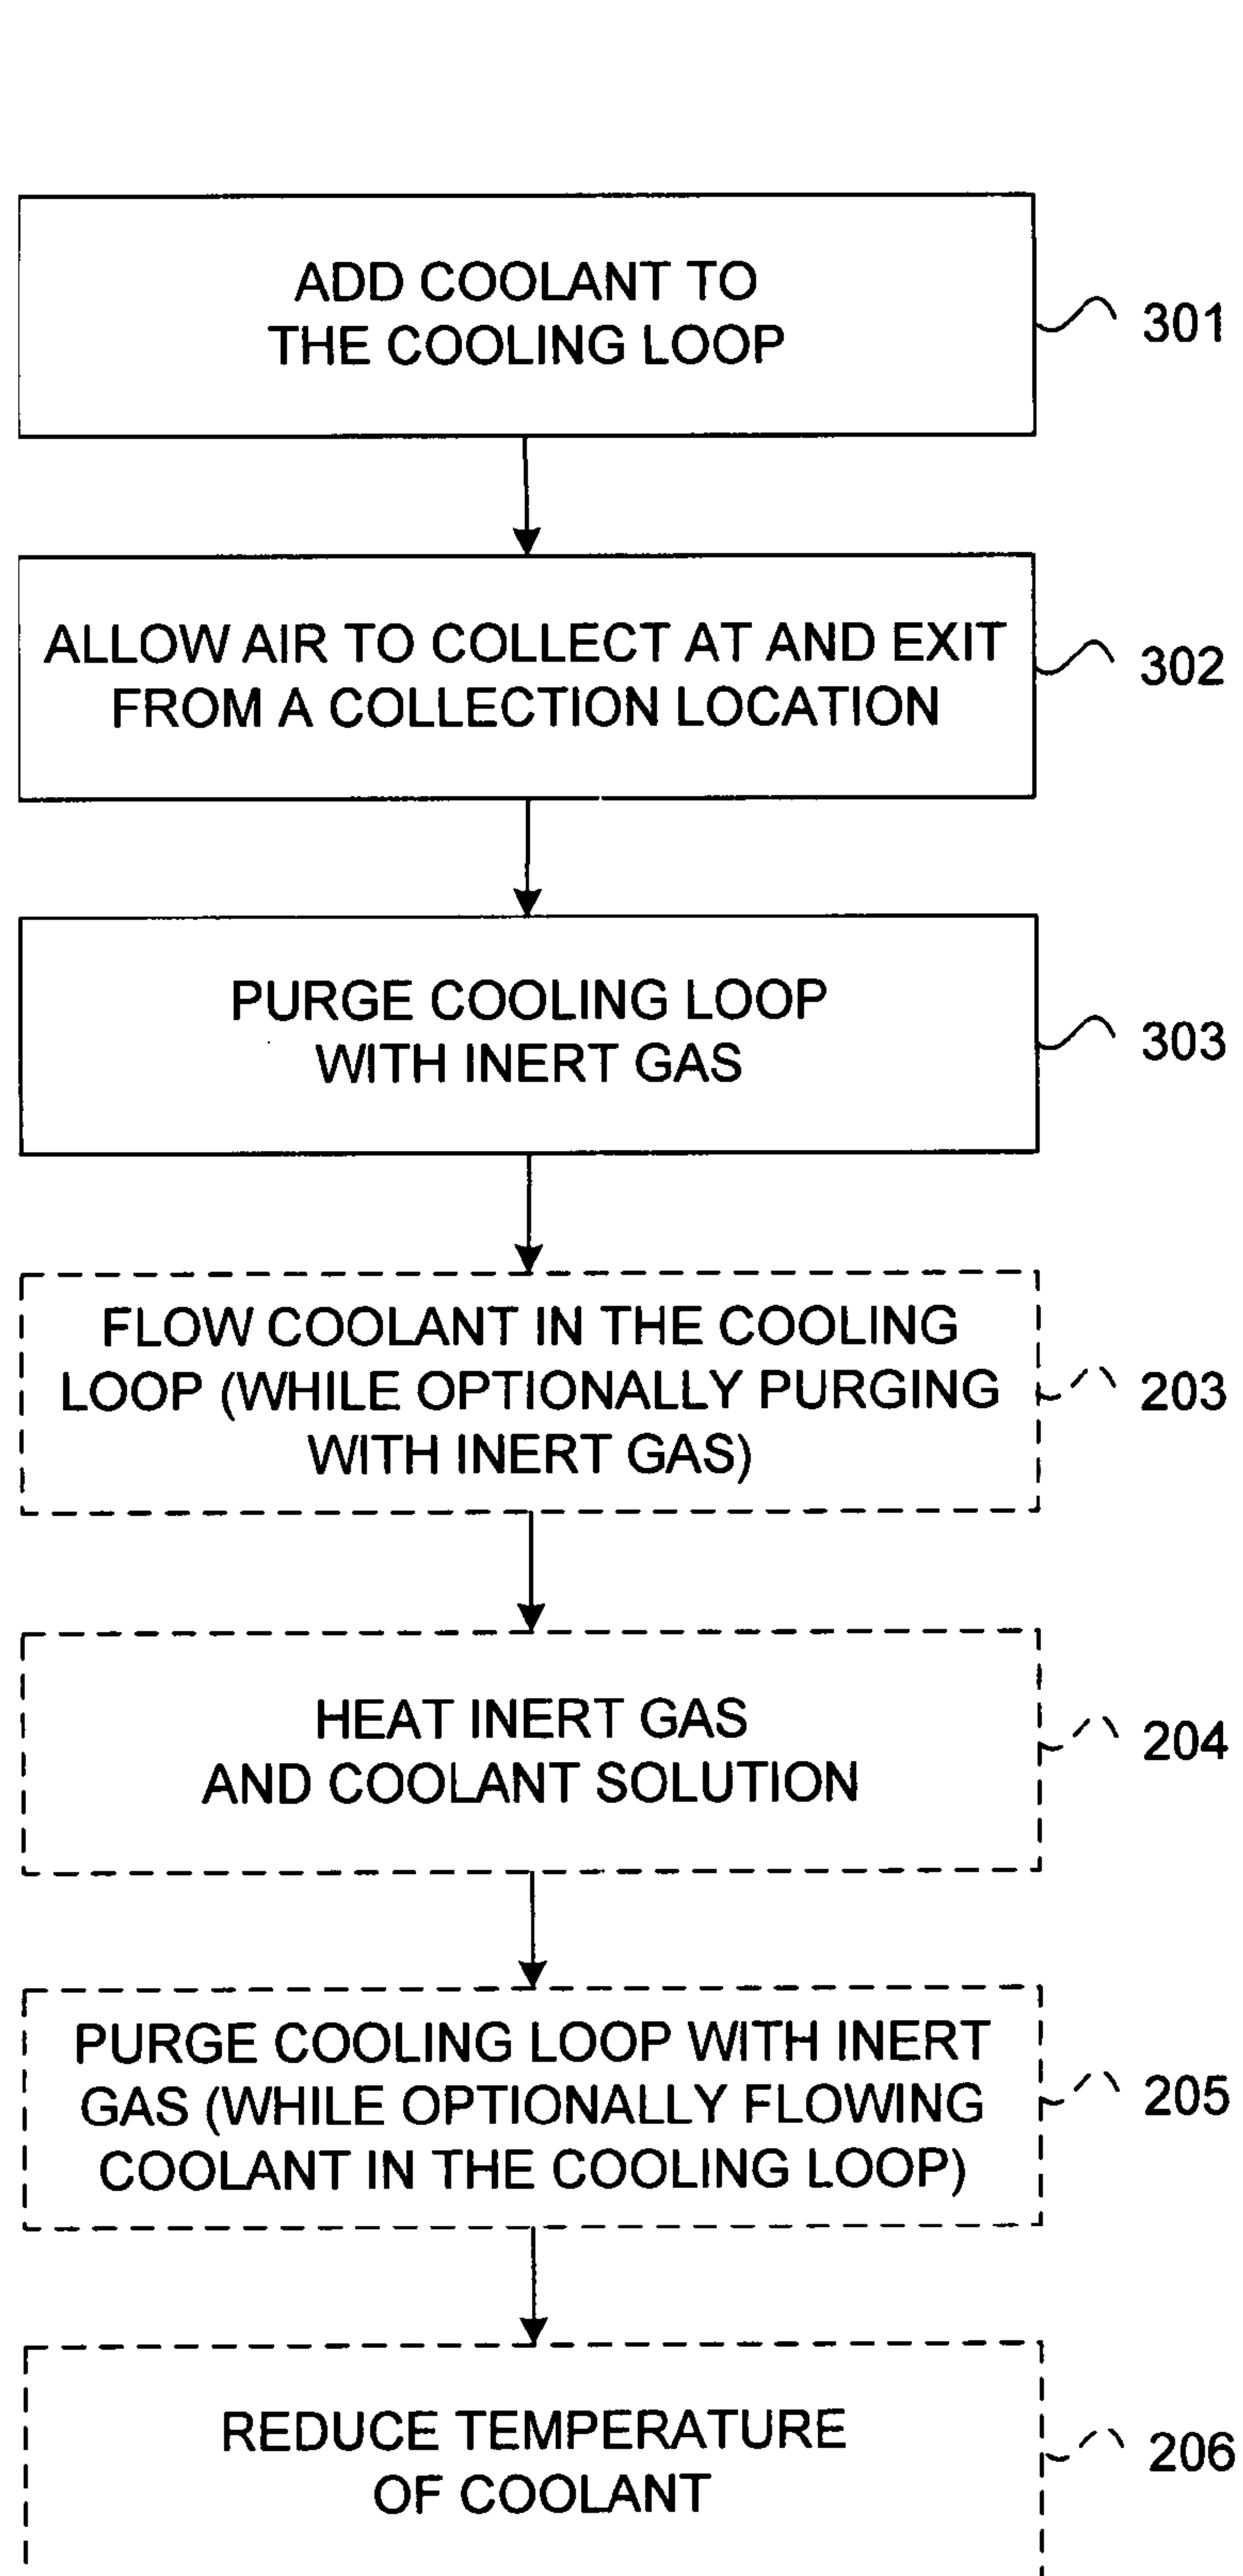 ADD COOLANT TO
THE COOLING LOOP
301
ALLOW AIR TO COLLECT AT AND EXIT
FROM A COLLECTION LOCATION
302
PURGE COOLING LOOP
WITH INERT GAS
303
FLOW COOLANT IN THE COOLING
LOOP (WHILE OPTIONALLY PURGING
WITH INERT GAS)
203
HEAT INERT GAS
AND COOLANT SOLUTION
204
PURGE COOLING LOOP WITH INERT
GAS (WHILE OPTIONALLY FLOWING
COOLANT IN THE COOLING LOOP)
205
REDUCE TEMPERATURE
OF COOLANT
206